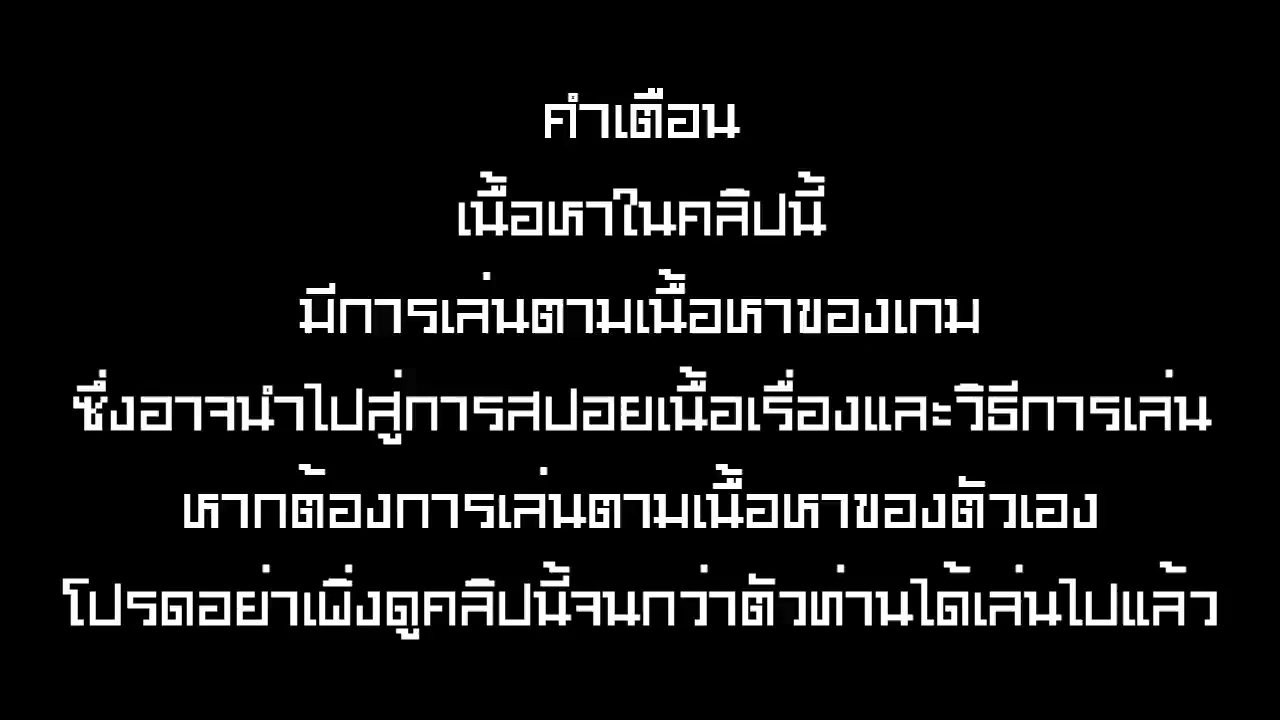 คำเตือน
เนื้อหาในคลิปนี้
มีการเล่นตามเนื้อหาของเกม
ซึ่งอาจนำไปสู่การสปอยเนื้อเรื่องและวิธีการเล่น
หากต้องการเล่นตามเนื้อหาของตัวเอง
โปรดอย่าเพิ่งดูคลิปนี้จนกว่าตัวท่านได้เล่นไปแล้ว